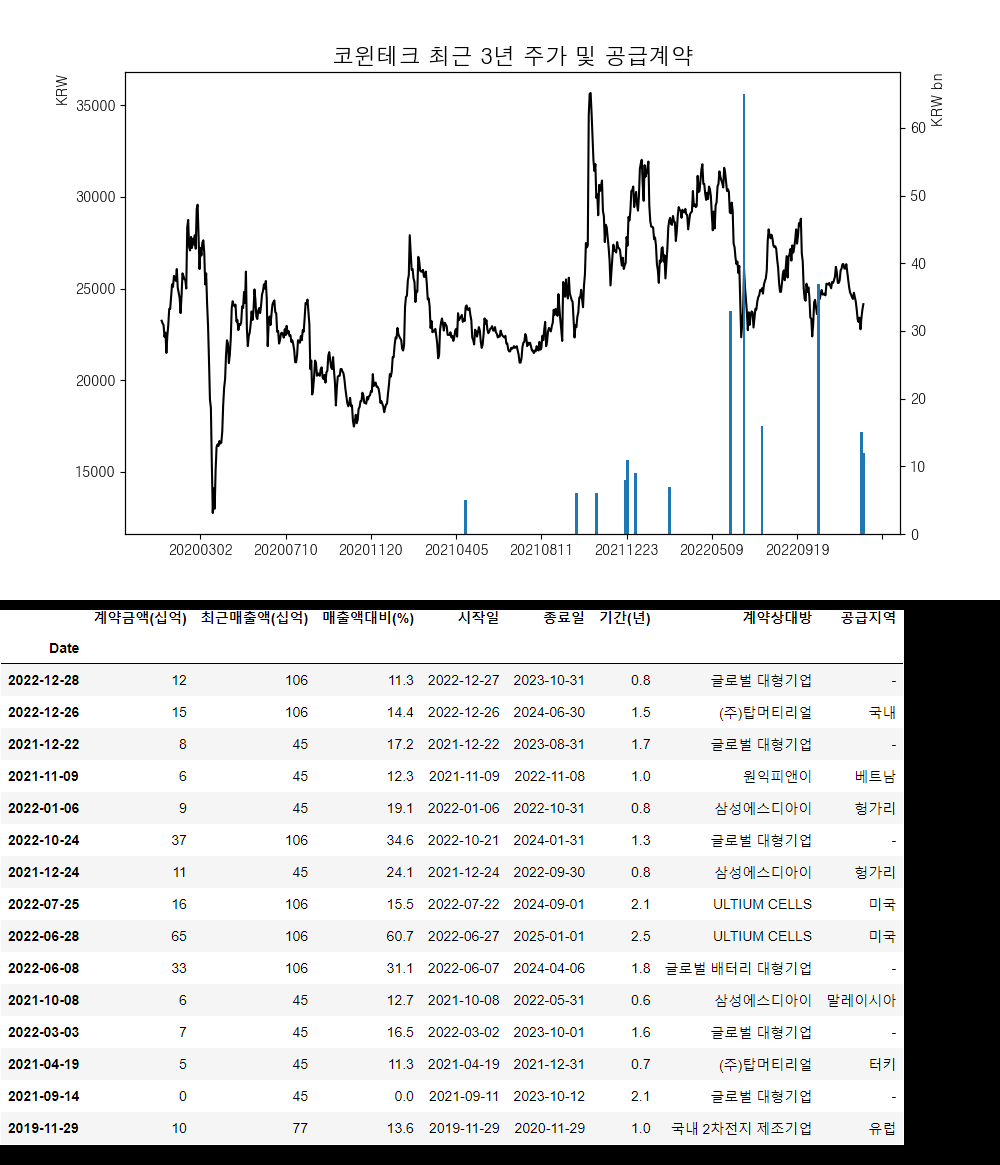 코윈테크 최근 3년 주가 및 공급계약
KRW
KRW bn
35000
30000
25000
20000
15000
60
50
40
30
20
10
0
20200302 20200710 20201120 20210405 20210811 20211223 20220509 20220919
계약금액(십억) 최근매출액(십억) 매출액대비(%) 시작일 종료일 기간(년) 계약상대방 공급지역
Date
2022-12-28 12 106 11.3 2022-12-27 2023-10-31 0.8 글로벌 대형기업 -
2022-12-26 15 106 14.4 2022-12-26 2024-06-30 1.5 (주)탑머티리얼 국내
2021-12-22 8 45 17.2 2021-12-22 2023-08-31 1.7 글로벌 대형기업 -
2021-11-09 6 45 12.3 2021-11-09 2022-11-08 1.0 원익피앤이 베트남
2022-01-06 9 45 19.1 2022-01-06 2022-10-31 0.8 삼성에스디아이 헝가리
2022-10-24 37 106 34.6 2022-10-21 2024-01-31 1.3 글로벌 대형기업 -
2021-12-24 11 45 24.1 2021-12-24 2022-09-30 0.8 삼성에스디아이 헝가리
2022-07-25 16 106 15.5 2022-07-22 2024-09-01 2.1 ULTIUM CELLS 미국
2022-06-28 65 106 60.7 2022-06-27 2025-01-01 2.5 ULTIUM CELLS 미국
2022-06-08 33 106 31.1 2022-06-07 2024-04-06 1.8 글로벌 배터리 대형기업 -
2021-10-08 6 45 12.7 2021-10-08 2022-05-31 0.6 삼성에스디아이 말레이시아
2022-03-03 7 45 16.5 2022-03-02 2023-10-01 1.6 글로벌 대형기업 -
2021-04-19 5 45 11.3 2021-04-19 2021-12-31 0.7 (주)탑머티리얼 터키
2021-09-14 0 45 0.0 2021-09-11 2023-10-12 2.1 글로벌 대형기업 -
2019-11-29 10 77 13.6 2019-11-29 2020-11-29 1.0 국내 2차전지 제조기업 유럽